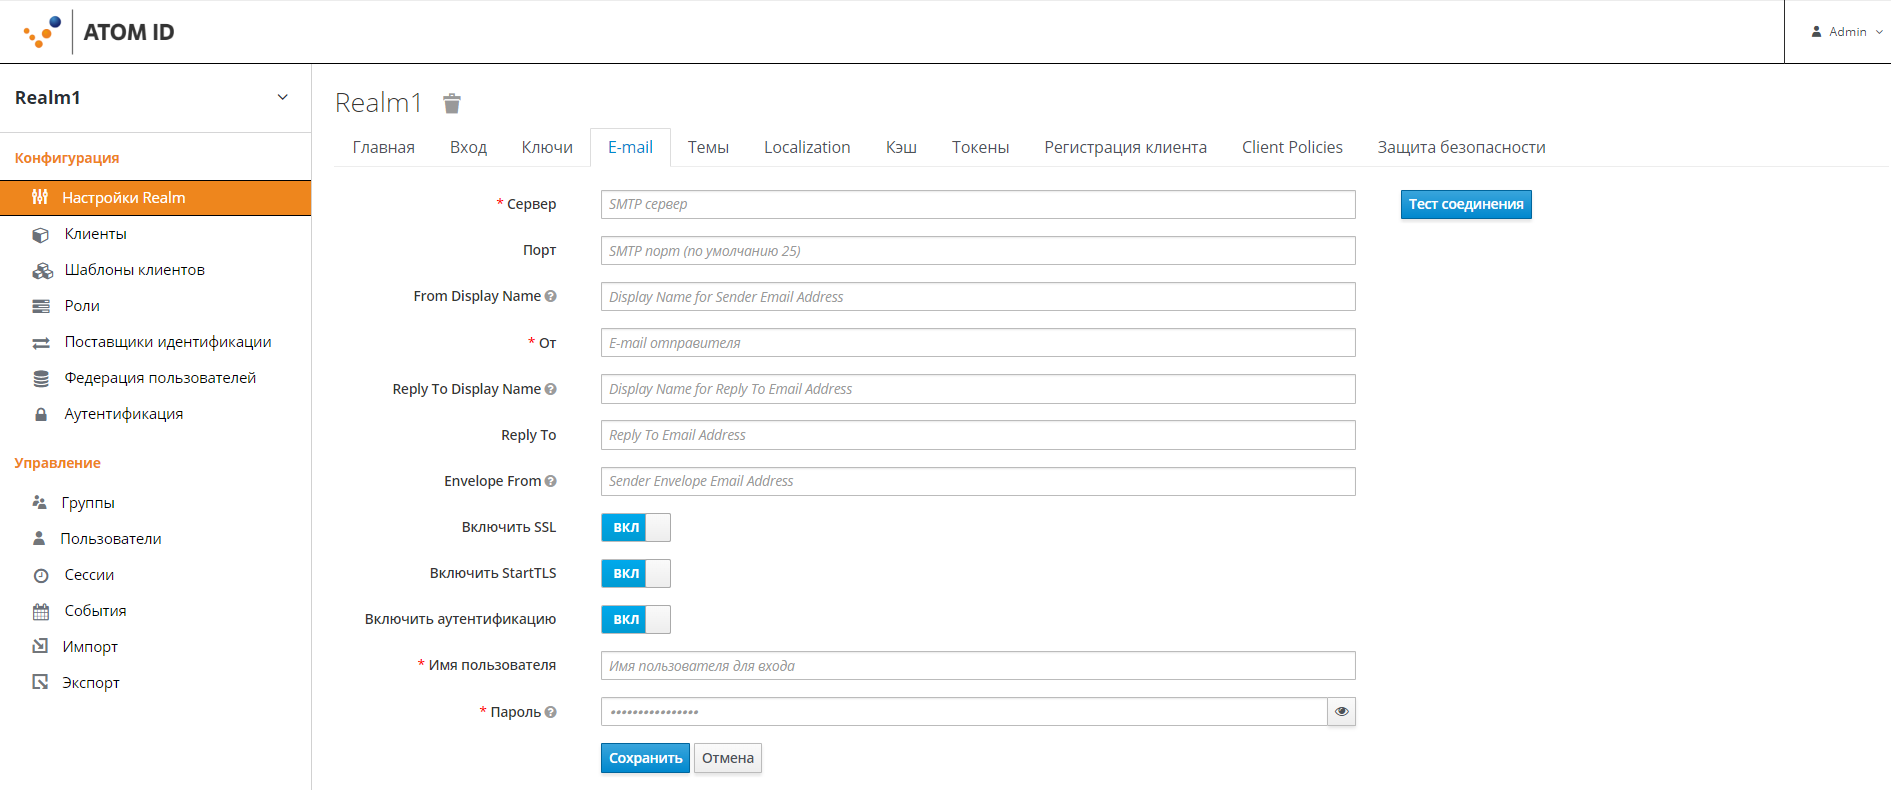 ATOM ID
Admin
Realm1
Конфигурация
Настройки Realm
Клиенты
Шаблоны клиентов
Роли
Поставщики идентификации
Федерация пользователей
Аутентификация
Управление
Группы
Пользователи
Сессии
События
Импорт
Экспорт
Realm1
Главная Вход Ключи E-mail Темы Localization Кэш Токены Регистрация клиента Client Policies Защита безопасности
* Сервер SMTP сервер Тест соединения
Порт SMTP порт (по умолчанию 25)
From Display Name Display Name for Sender Email Address
* От E-mail отправителя
Reply To Display Name Display Name for Reply To Email Address
Reply To Reply To Email Address
Envelope From Sender Envelope Email Address
Включить SSL ВКЛ
Включить StartTLS ВКЛ
Включить аутентификацию ВКЛ
* Имя пользователя Имя пользователя для входа
* Пароль ••••••••••••••••
Сохранить Отмена